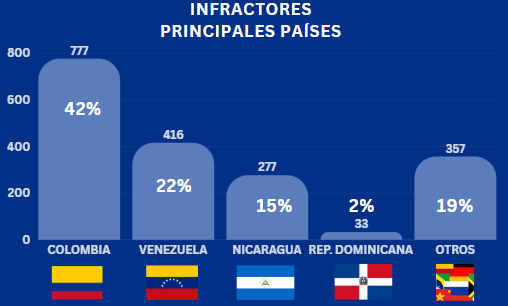 INFRACTORES
PRINCIPALES PAÍSES
800
600
400
200
0
777
42%
416
22%
277
15%
2%
33
357
19%
COLOMBIA
VENEZUELA
NICARAGUA
REP. DOMINICANA
OTROS